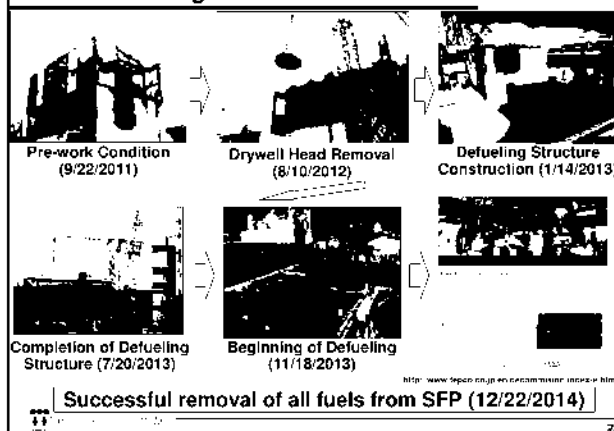 Pre-work Condition
(9/22/2011)
Drywell Head Removal
(8/10/2012)
Defueling Structure
Construction (1/14/2013)
Completion of Defueling
Structure (7/20/2013)
Beginning of Defueling
(11/18/2013)
Successful removal of all fuels from SFP (12/22/2014)